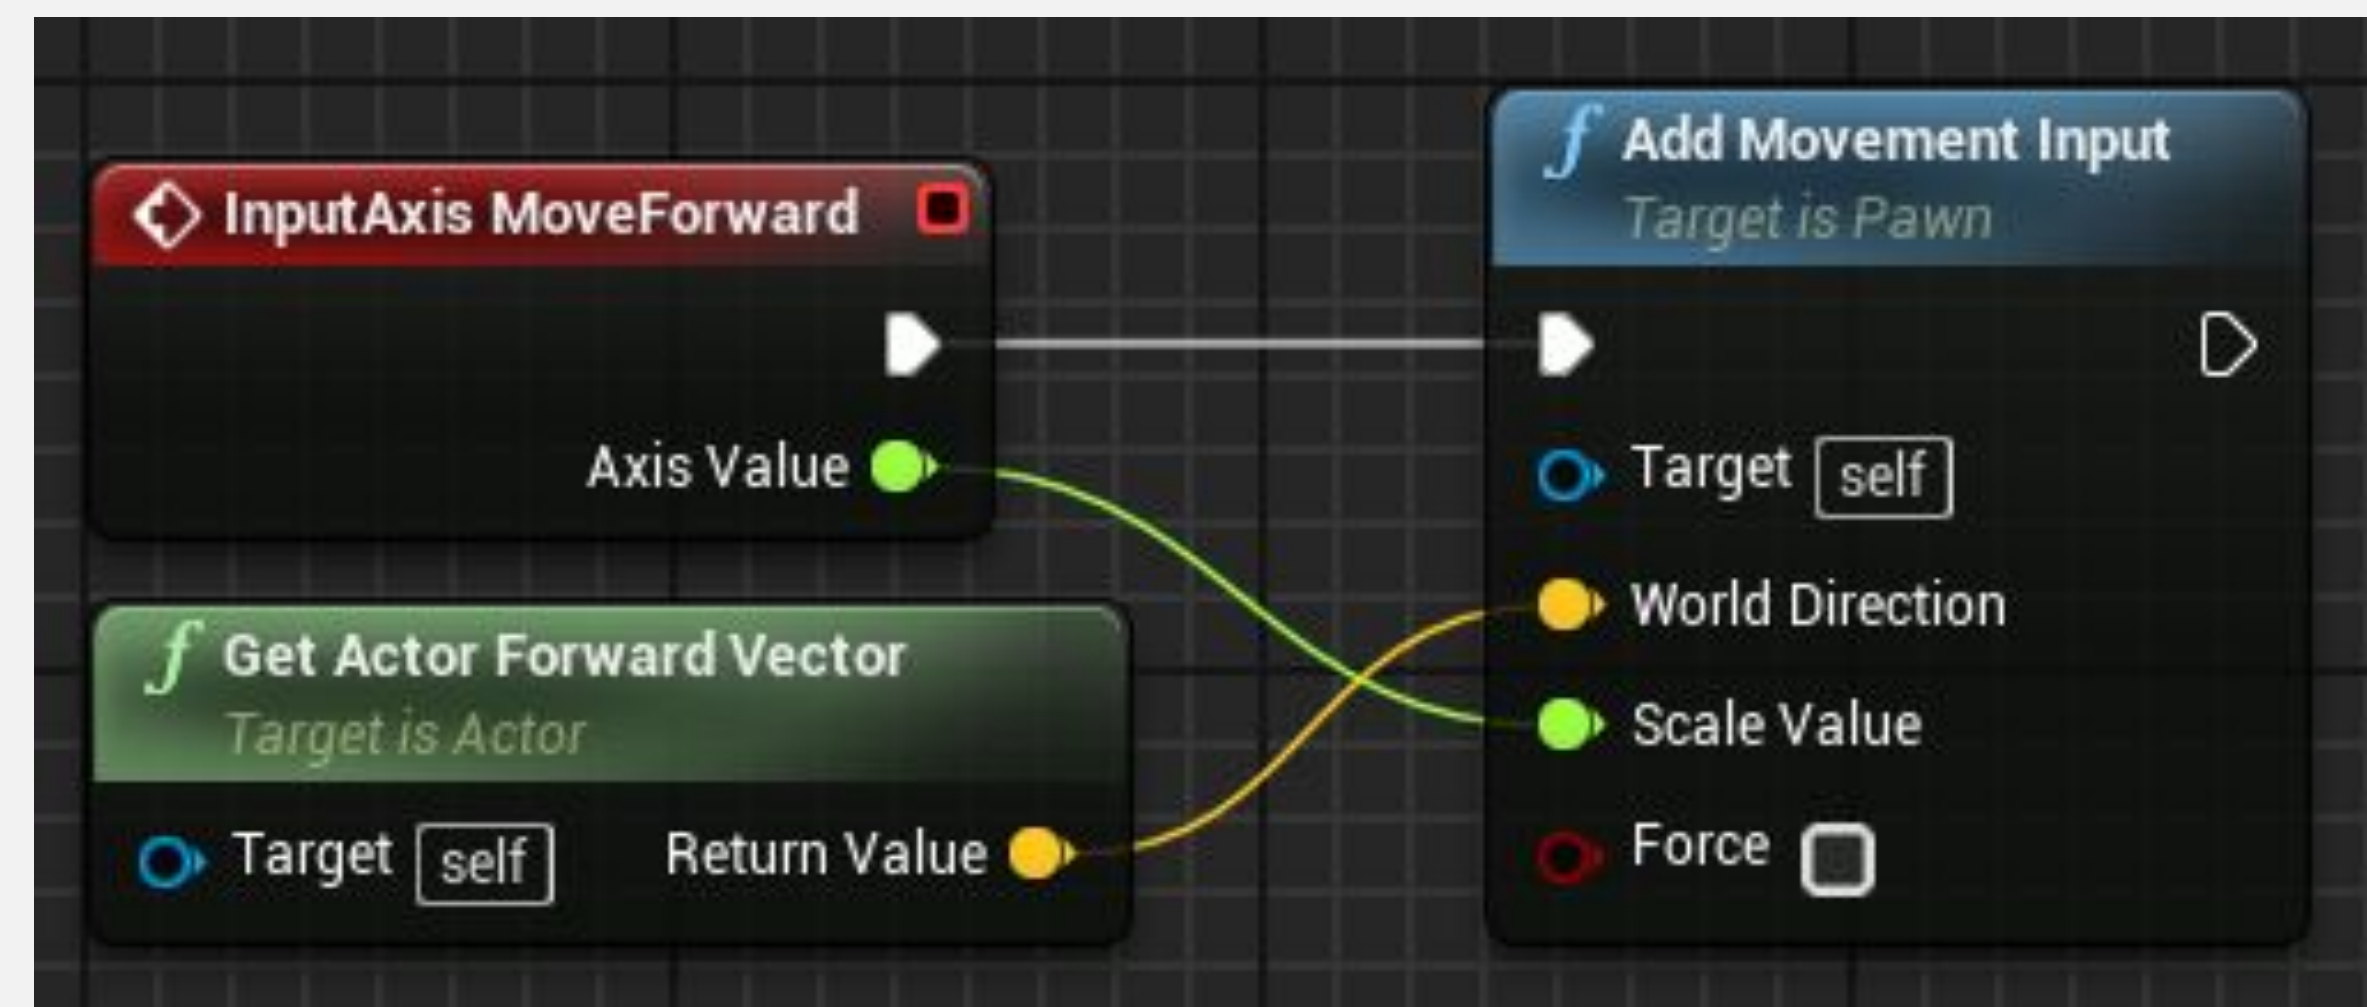 InputAxis MoveForward
Axis Value
Get Actor Forward Vector
Target is Actor
Target self Return Value
Add Movement Input
Target is Pawn
Target self
World Direction
Scale Value
Force